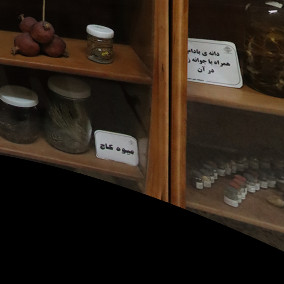 دانه ی بادام
همراه با جوانه ر
در آن
میوه کاج